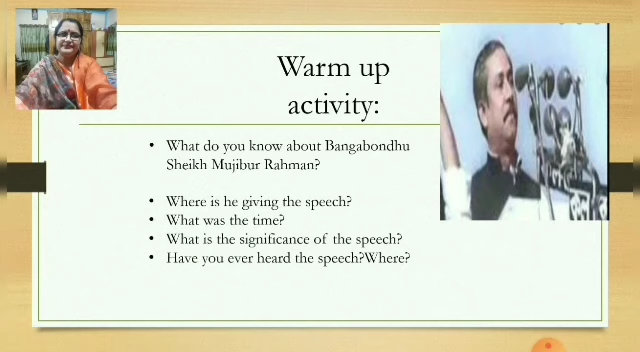 Warm up
activity:
• What do you know about Bangabondhu
Sheikh Mujibur Rahman?
• Where is he giving the speech?
• What was the time?
• What is the significance of the speech?
• Have you ever heard the speech?Where?